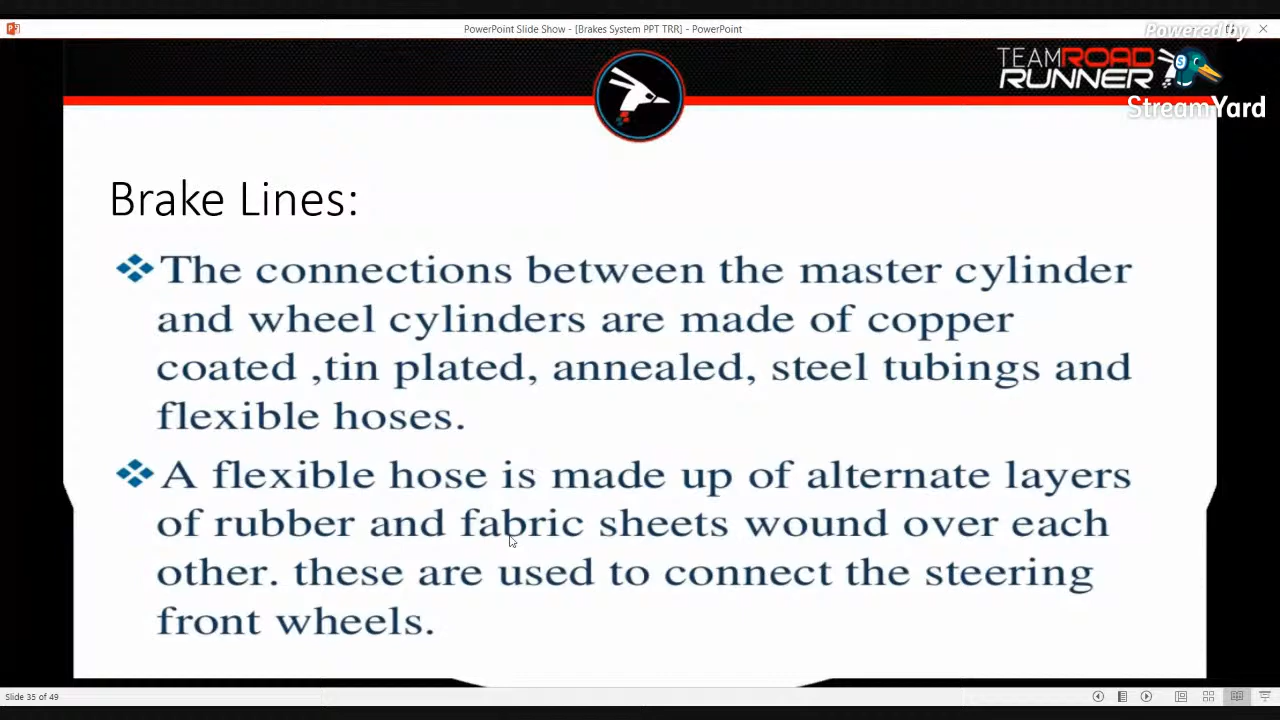 PowerPoint Slide Show - [Brakes System PPT TRR] - PowerPoint
Powered by
TEAMROAD
RUNNER
StreamYard
Brake Lines:
The connections between the master cylinder
and wheel cylinders are made of copper
coated ,tin plated, annealed, steel tubings and
flexible hoses.
A flexible hose is made up of alternate layers
of rubber and fabric sheets wound over each
other. these are used to connect the steering
front wheels.
Slide 35 of 49